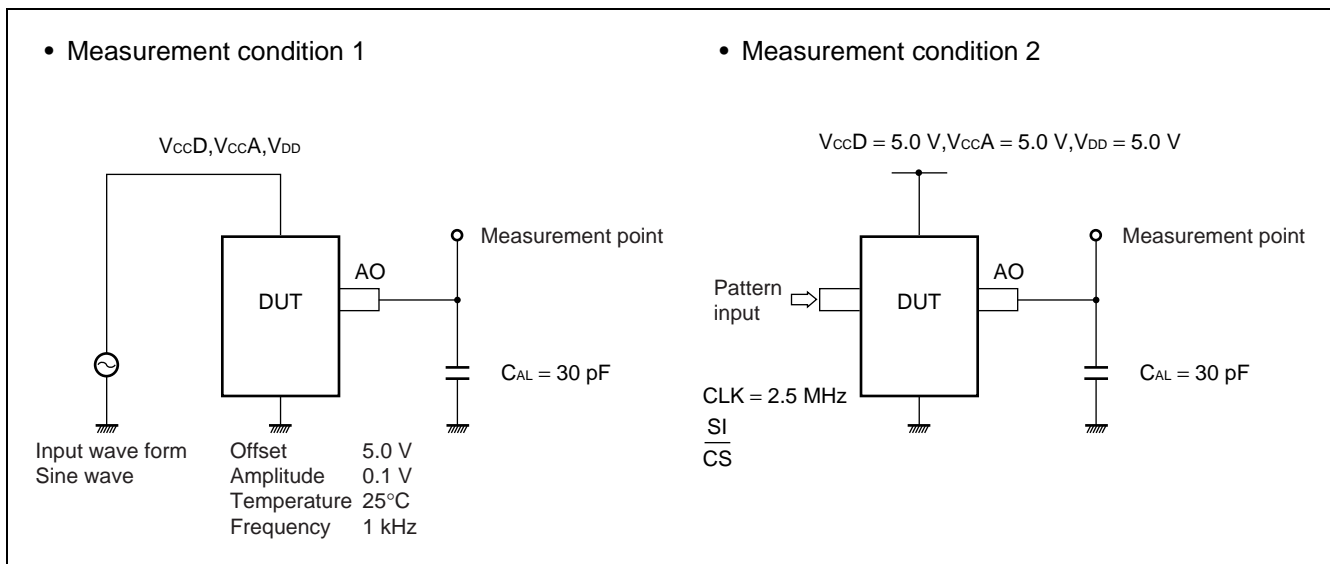 • Measurement condition 1
VCCD,VCCA,VDD
Measurement point
AO
DUT
CAL = 30 pF
Input wave form
Sine wave
Offset 5.0 V
Amplitude 0.1 V
Temperature 25°C
Frequency 1 kHz
• Measurement condition 2
VCCD = 5.0 V,VCCA = 5.0 V,VDD = 5.0 V
Measurement point
AO
Pattern
input
DUT
CAL = 30 pF
CLK = 2.5 MHz
SI
C̅S̅